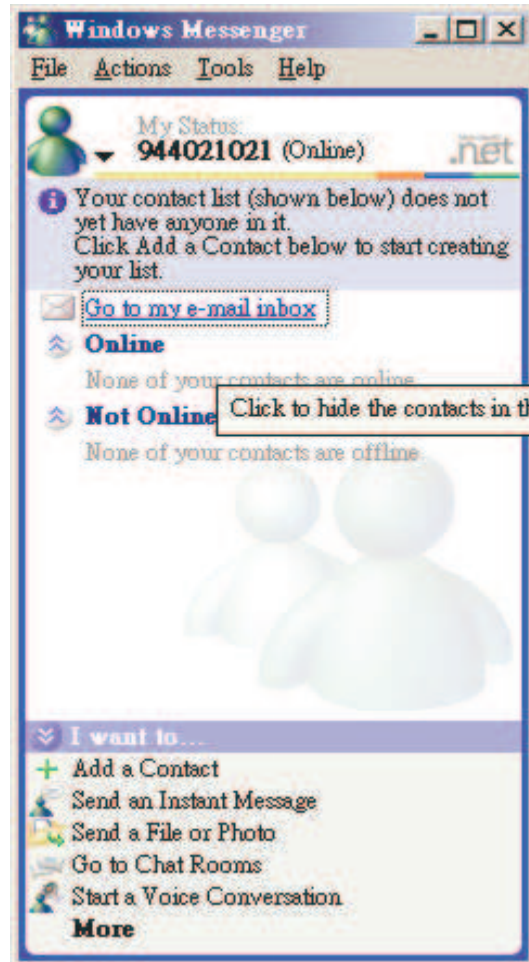 Windows Messenger
File Actions Tools Help
My Status:
944021021 (Online)
.net
Your contact list (shown below) does not
yet have anyone in it.
Click Add a Contact below to start creating
your list.
Go to my e-mail inbox
Online
None of your contacts are online.
Not Online
Click to hide the contacts in th
None of your contacts are offline.
I want to...
Add a Contact
Send an Instant Message
Send a File or Photo
Go to Chat Rooms
Start a Voice Conversation
More